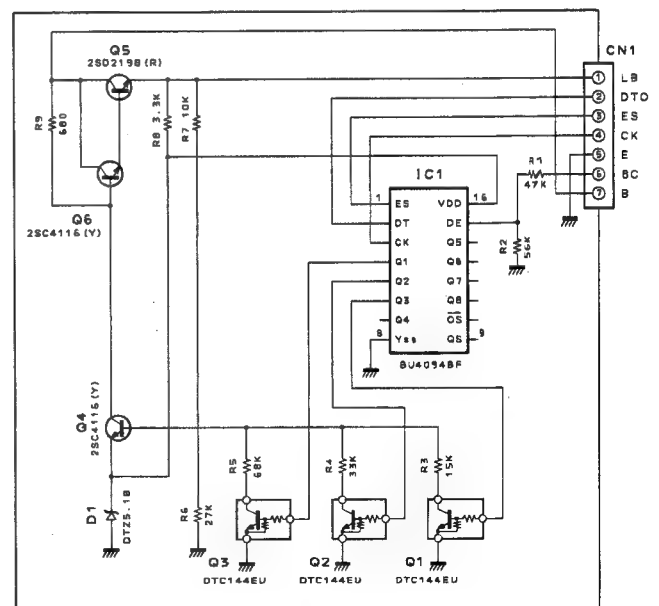 Q5
2SD2198(R)
CN1
1 LB
2 DTO
3 ES
4 CK
5 E
6 BC
7 B
R9
680
R8 3.3K
R7 10K
R1
47K
R2
56K
Q6
2SC4116(Y)
IC1
1 ES VDD 16
DT DE
CK Q5
Q1 Q6
Q2 Q7
Q3 Q8
Q4 OS
8 Vss QS 9
BU4094BF
Q4
2SC4116(Y)
R5
68K
R4
33K
R3
15K
D1
DTZ5.1B
R6
27K
Q3
DTC144EU
Q2
DTC144EU
Q1
DTC144EU